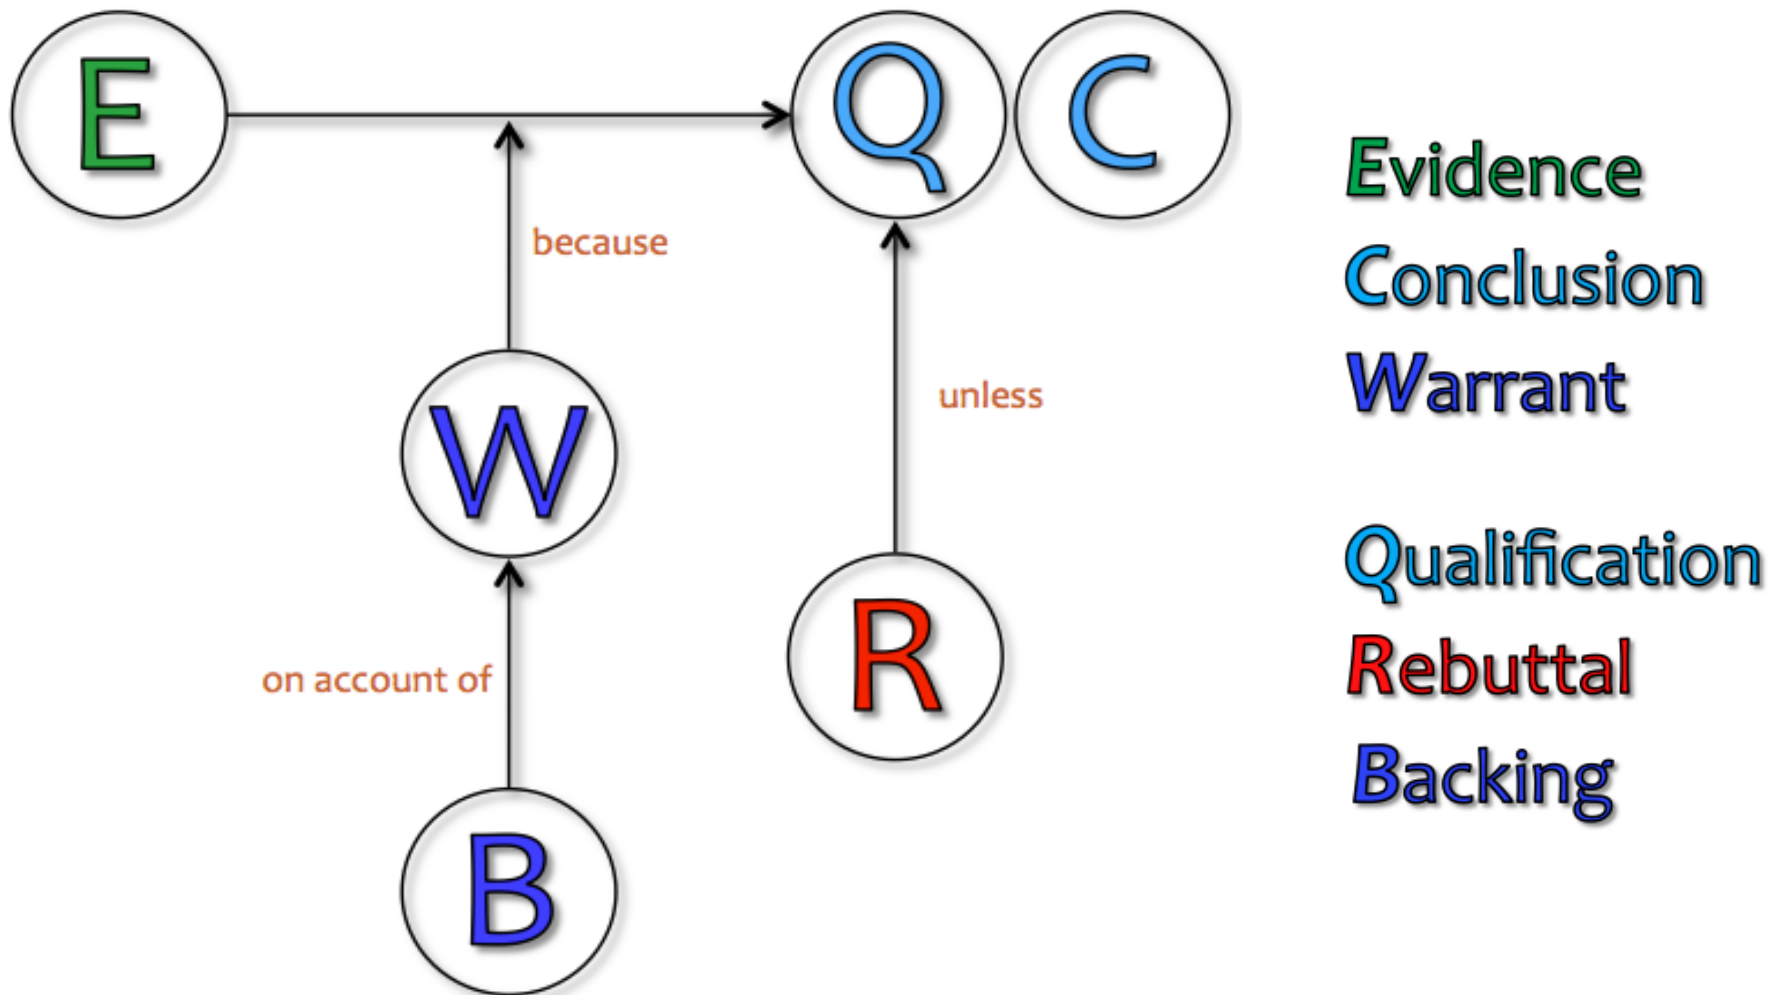 E
Q
C
because
W
unless
on account of
R
B
Evidence
Conclusion
Warrant
Qualification
Rebuttal
Backing